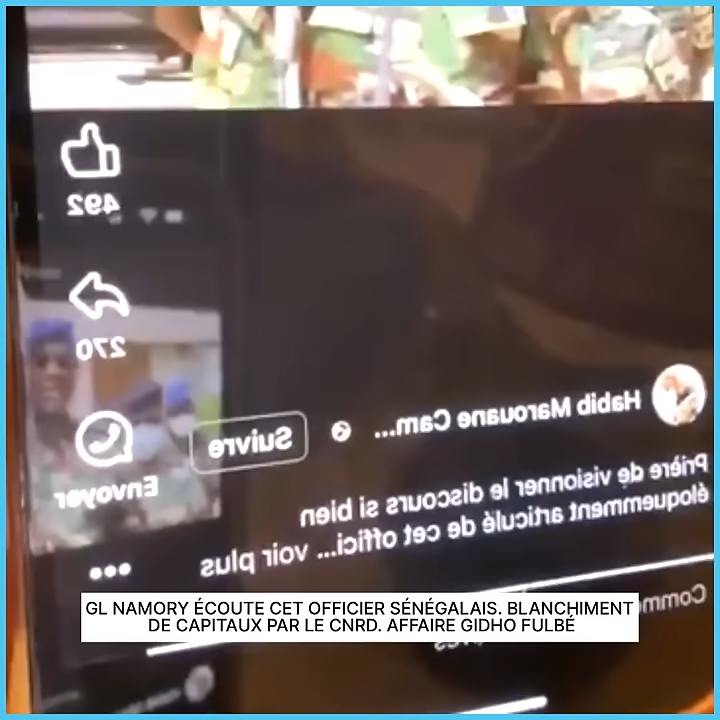 492
270
Envoyer
Habib Marouane Cam...
Suivre
Prière de visionner le discours si bien
éloquemment articulé de cet offici... voir plus
GL NAMORY ÉCOUTE CET OFFICIER SÉNÉGALAIS. BLANCHIMENT
DE CAPITAUX PAR LE CNRD. AFFAIRE GIDHO FULBÉ